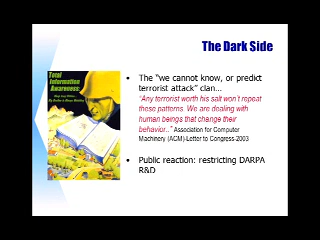 The Dark Side
Total
Information
Awareness:
• The "we cannot know, or predict
terrorist attack" clan…
"Any terrorist worth his salt won't repeat
these patterns. We are dealing with
human beings that change their
behavior.." Association for Computer
Machinery (ACM)-Letter to Congress-2003
• Public reaction: restricting DARPA
R&D